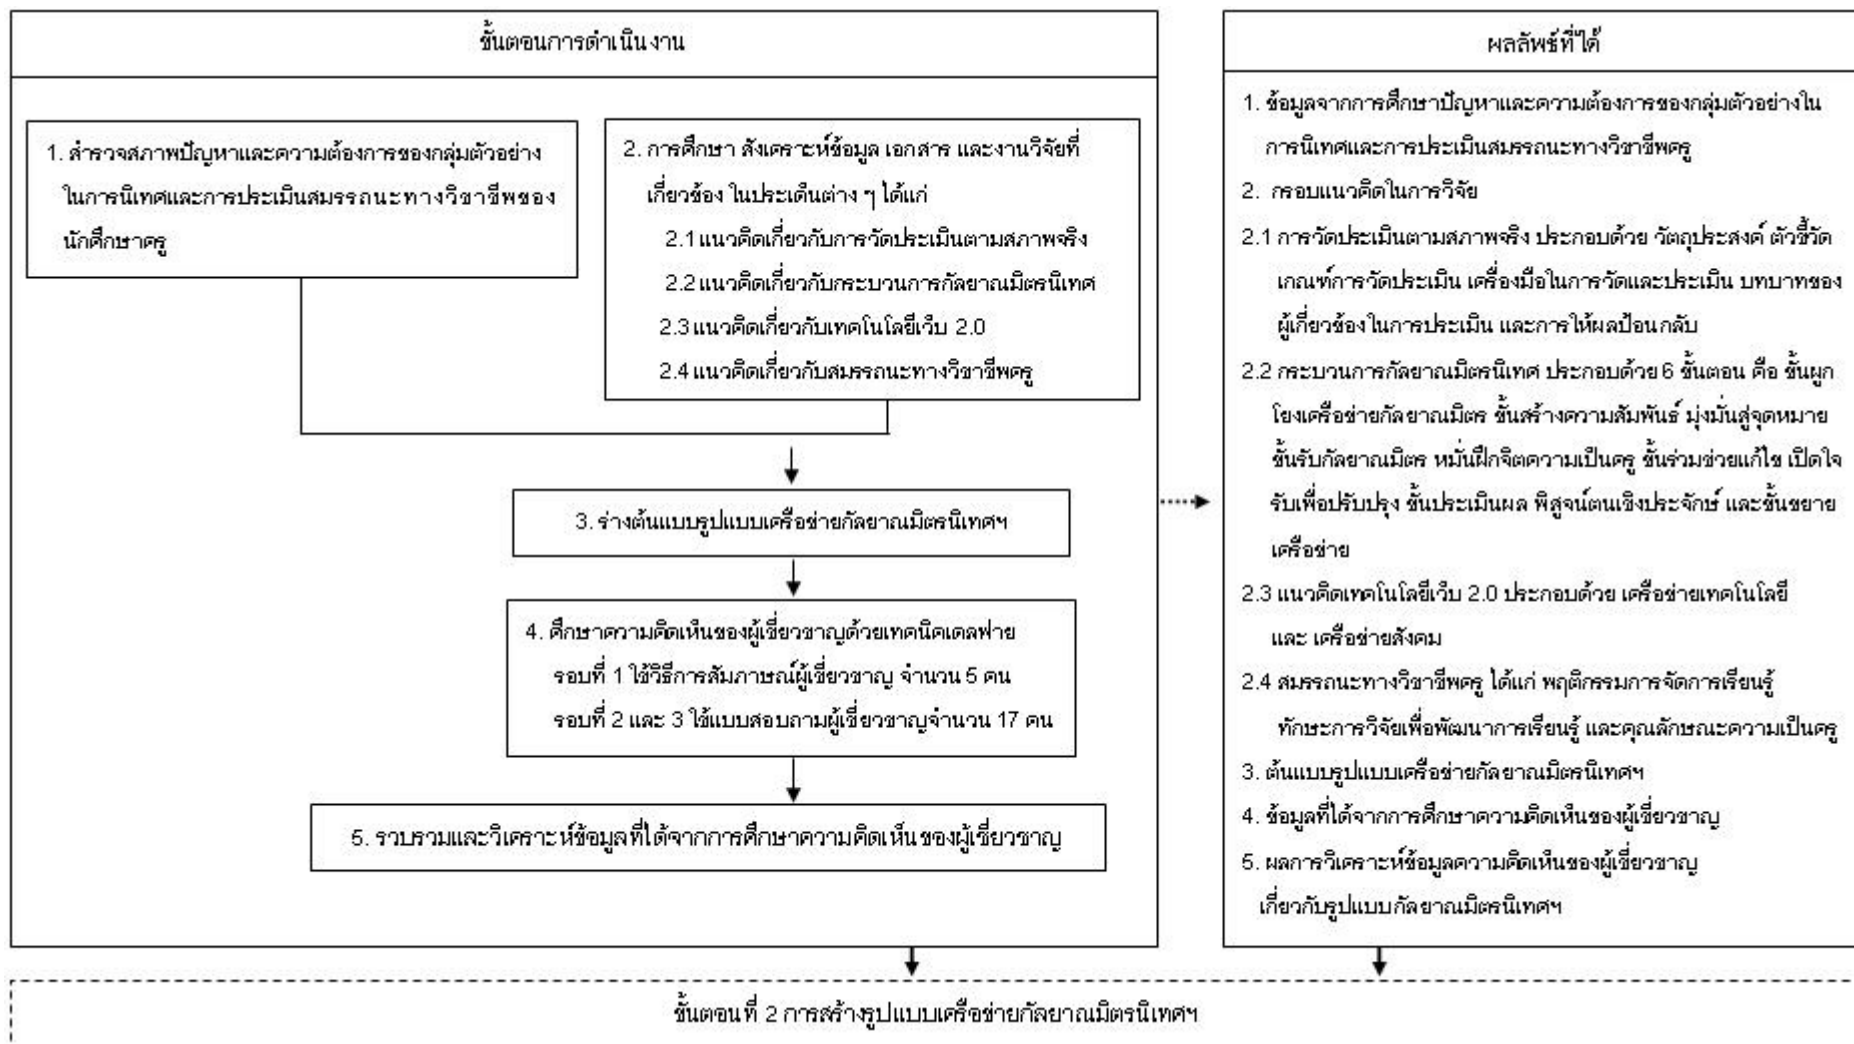 ขั้นตอนการดำเนินงาน
1. สำรวจสภาพปัญหาและความต้องการของกลุ่มตัวอย่าง
ในการนิเทศและการประเมินสมรรถนะทางวิชาชีพของ
นักศึกษาครู
2. การศึกษา สังเคราะห์ข้อมูล เอกสาร และงานวิจัยที่
เกี่ยวข้อง ในประเด็นต่าง ๆ ได้แก่
2.1 แนวคิดเกี่ยวกับการวัดประเมินตามสภาพจริง
2.2 แนวคิดเกี่ยวกับกระบวนการกัลยาณมิตรนิเทศ
2.3 แนวคิดเกี่ยวกับเทคโนโลยีเว็บ 2.0
2.4 แนวคิดเกี่ยวกับสมรรถนะทางวิชาชีพครู
3. ร่างต้นแบบรูปแบบเครือข่ายกัลยาณมิตรนิเทศฯ
4. ศึกษาความคิดเห็นของผู้เชี่ยวชาญด้วยเทคนิคเดลฟาย
รอบที่ 1 ใช้วิธีการสัมภาษณ์ผู้เชี่ยวชาญ จำนวน 5 คน
รอบที่ 2 และ 3 ใช้แบบสอบถามผู้เชี่ยวชาญจำนวน 17 คน
5. รวบรวมและวิเคราะห์ข้อมูลที่ได้จากการศึกษาความคิดเห็นของผู้เชี่ยวชาญ
ผลลัพธ์ที่ได้
1. ข้อมูลจากการศึกษาปัญหาและความต้องการของกลุ่มตัวอย่างใน
การนิเทศและการประเมินสมรรถนะทางวิชาชีพครู
2. กรอบแนวคิดในการวิจัย
2.1 การวัดประเมินตามสภาพจริง ประกอบด้วย วัตถุประสงค์ ตัวชี้วัด
เกณฑ์การวัดประเมิน เครื่องมือในการวัดและประเมิน บทบาทของ
ผู้เกี่ยวข้องในการประเมิน และการให้ผลป้อนกลับ
2.2 กระบวนการกัลยาณมิตรนิเทศ ประกอบด้วย 6 ขั้นตอน คือ ขั้นผูก
โยงเครือข่ายกัลยาณมิตร ขั้นสร้างความสัมพันธ์ มุ่งมั่นสู่จุดหมาย
ขั้นรับกัลยาณมิตร หมั่นฝึกจิตความเป็นครู ขั้นร่วมช่วยแก้ไข เปิดใจ
รับเพื่อปรับปรุง ขั้นประเมินผล พิสูจน์ตนเชิงประจักษ์ และขั้นขยาย
เครือข่าย
2.3 แนวคิดเทคโนโลยีเว็บ 2.0 ประกอบด้วย เครือข่ายเทคโนโลยี
และ เครือข่ายสังคม
2.4 สมรรถนะทางวิชาชีพครู ได้แก่ พฤติกรรมการจัดการเรียนรู้
ทักษะการวิจัยเพื่อพัฒนาการเรียนรู้ และคุณลักษณะความเป็นครู
3. ต้นแบบรูปแบบเครือข่ายกัลยาณมิตรนิเทศฯ
4. ข้อมูลที่ได้จากการศึกษาความคิดเห็นของผู้เชี่ยวชาญ
5. ผลการวิเคราะห์ข้อมูลความคิดเห็นของผู้เชี่ยวชาญ
เกี่ยวกับรูปแบบกัลยาณมิตรนิเทศฯ
ขั้นตอนที่ 2 การสร้างรูปแบบเครือข่ายกัลยาณมิตรนิเทศฯ